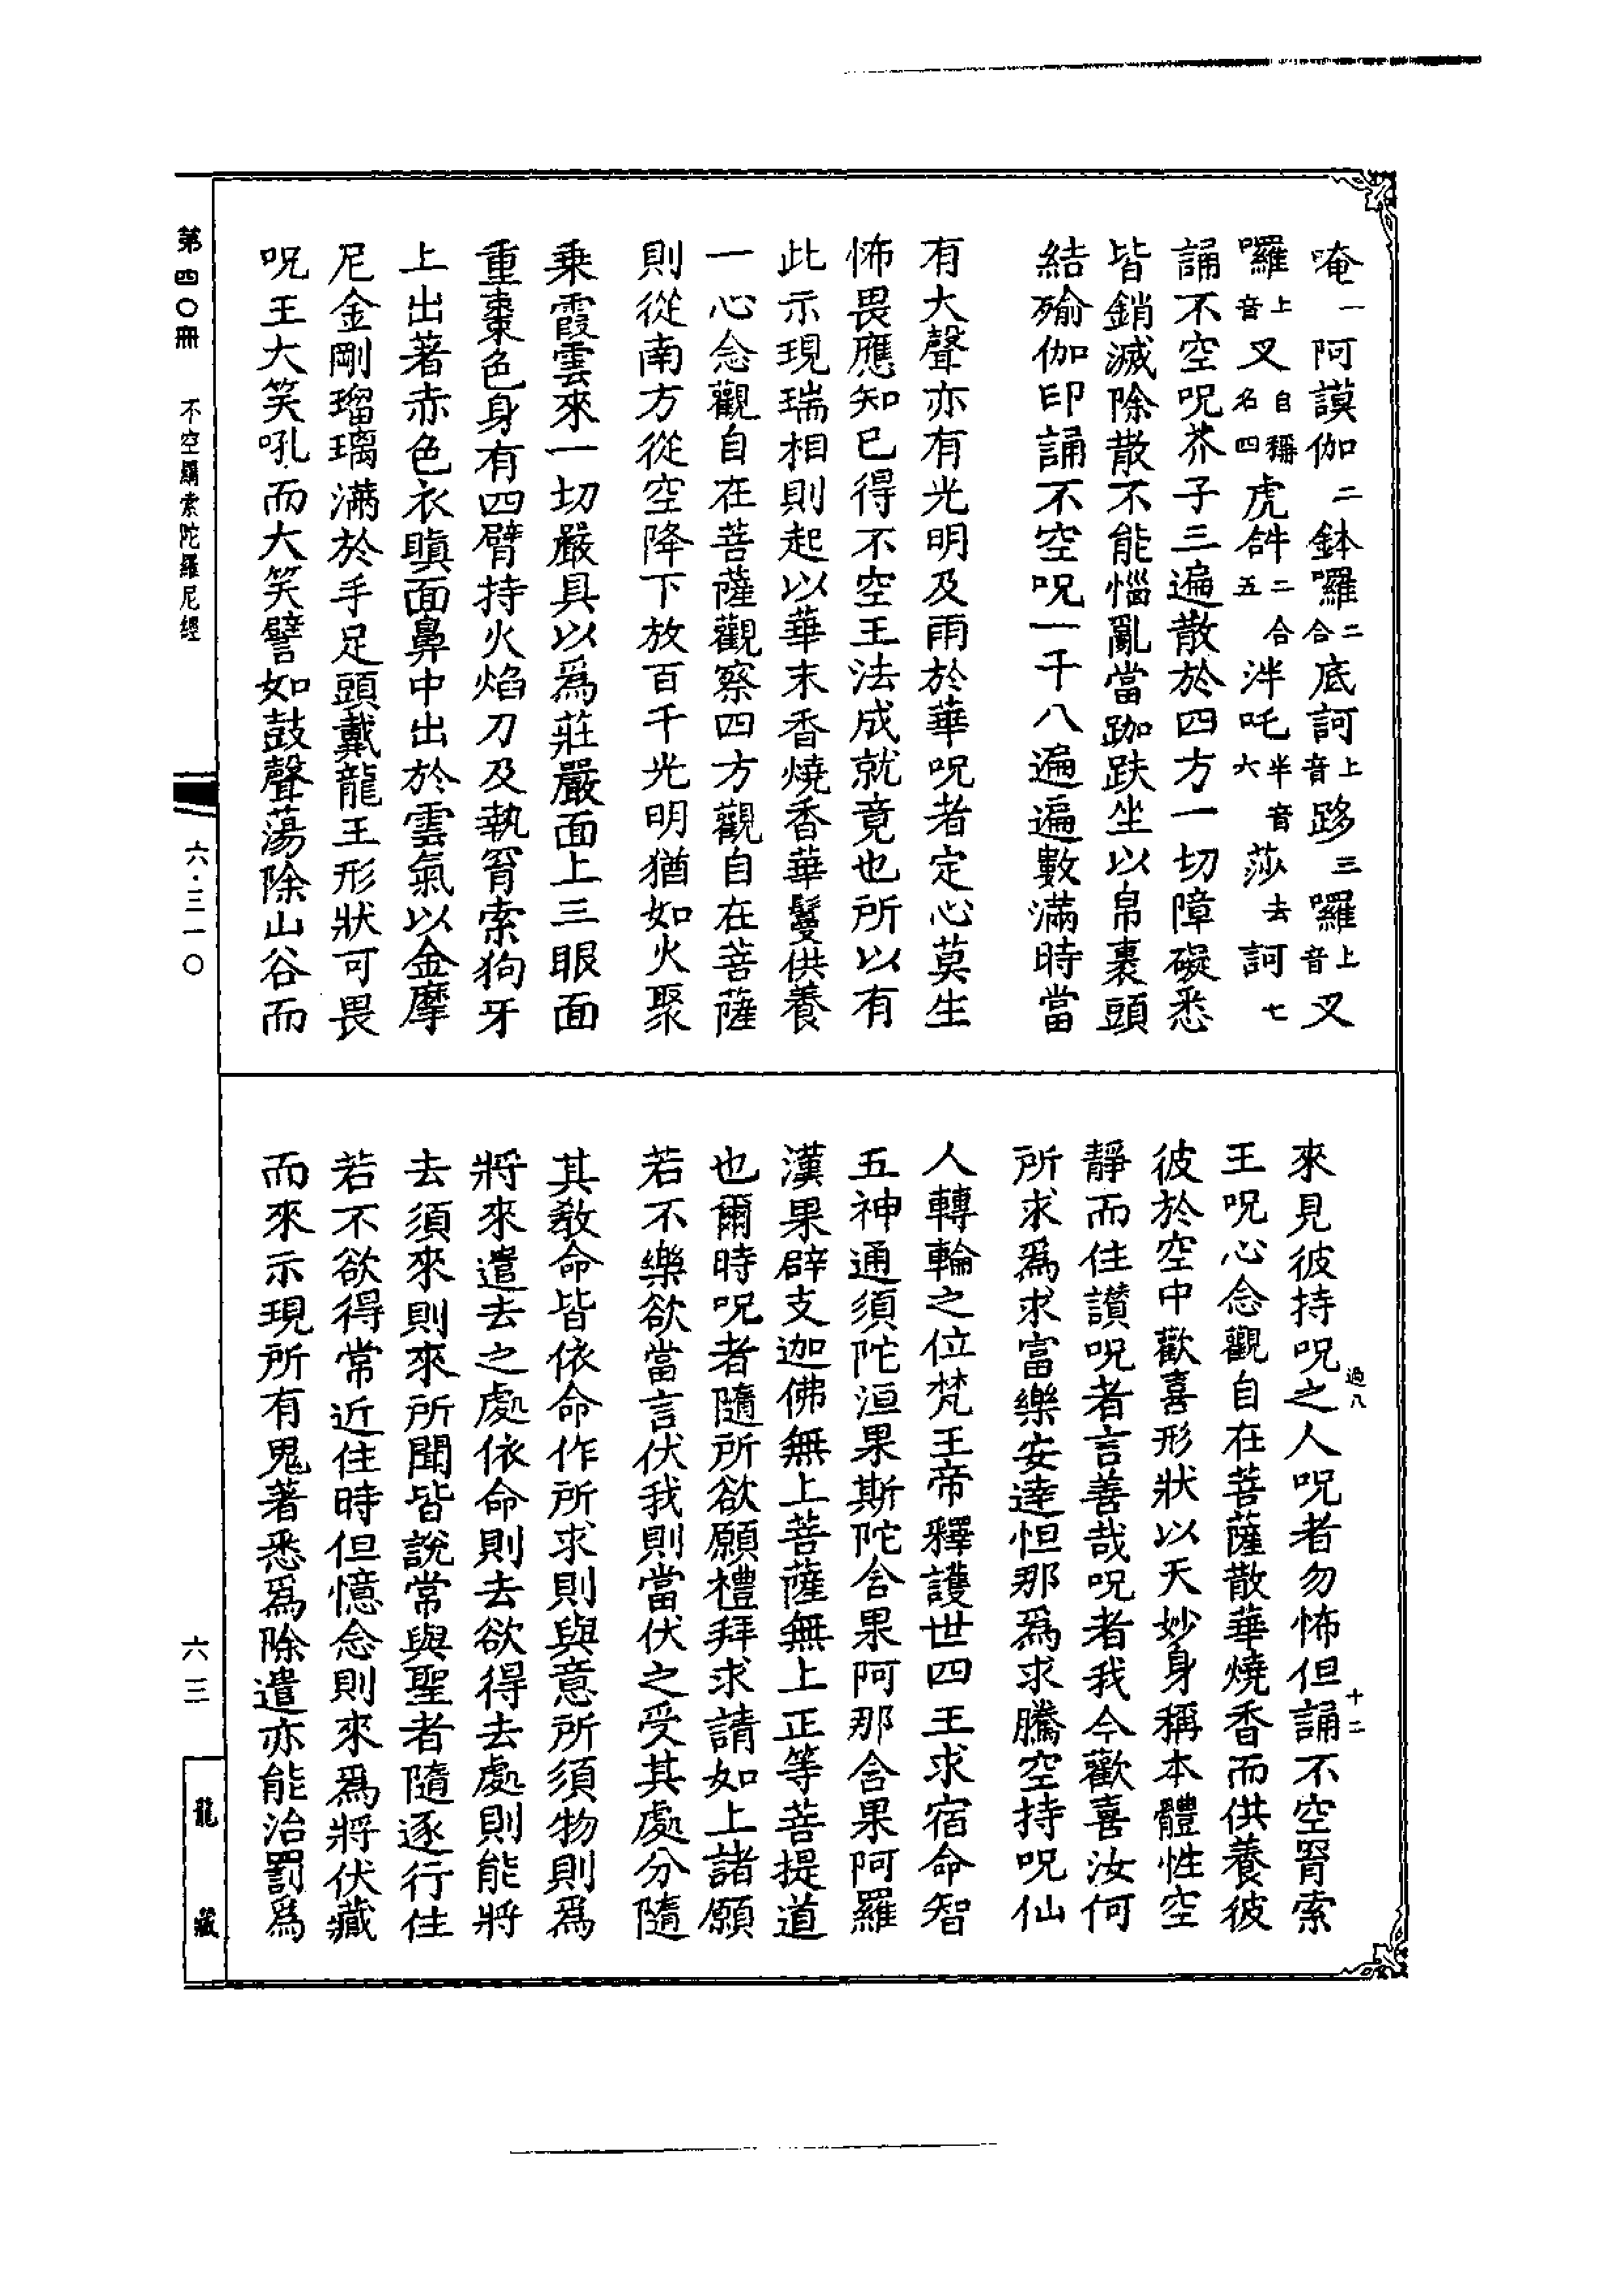 唵一阿謨伽二鉢囉二合底訶上音路三囉上音叉
囉上音叉自稱名四虎𤙖二合五泮吒半音六莎去訶七
誦不空呪芥子三遍散於四方一切障礙悉
皆銷滅除散不能惱亂當跏趺坐以帛裹頭
結瑜伽印誦不空呪一千八遍遍數滿時當
有大聲亦有光明及雨於華呪者定心莫生
怖畏應知已得不空王法成就竟也所以有
此示現瑞相則起以華末香燒香華鬘供養
一心念觀自在菩薩觀察四方觀自在菩薩
則從南方從空降下放百千光明猶如火聚
乘霞雲來一切嚴具以爲莊嚴面上三眼面
重棗色身有四臂持火焰刀及執罥索狗牙
上出著赤色衣瞋面鼻中出於雲氣以金摩
尼金剛瑠璃滿於手足頭戴龍王形狀可畏
呪王大笑吼而大笑譬如鼓聲蕩除山谷而
來見彼持呪之人呪者勿怖但誦不空罥索
王呪心念觀自在菩薩散華燒香而供養彼
彼於空中歡喜形狀以天妙身稱本體性空
靜而住讃呪者言善哉呪者我今歡喜汝何
所求爲求富樂安達怛那爲求騰空持呪仙
人轉輪之位梵王帝釋護世四王求宿命智
五神通須陀洹果斯陀含果阿那含果阿羅
漢果辟支迦佛無上菩薩無上正等菩提道
也爾時呪者隨所欲願禮拜求請如上諸願
若不樂欲當言伏我則當伏之受其處分隨
其敎命皆依命作所求則與意所須物則爲
將來遣去之處依命則去欲得去處則能將
去須來則來所聞皆說常與聖者隨逐行住
若不欲得常近住時但憶念則來爲將伏藏
而來示現所有鬼著悉爲除遣亦能治罰爲
過八
十二
第四〇冊
不空羂索陀羅尼經
六·三一〇
六三
龍藏